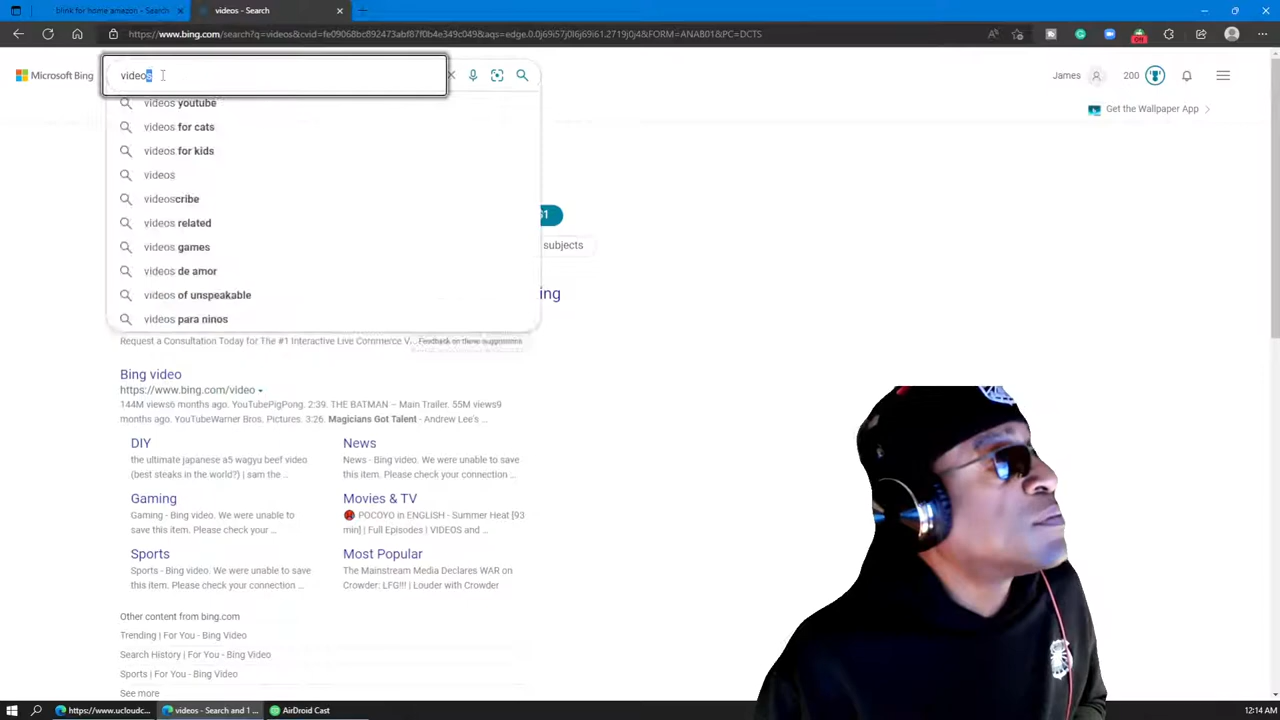 blink for home amazon - Search
videos - Search
https://www.bing.com/search?q=videos&cvid=fe09068bc892473abf87f0b4e349c049&aqs=edge.0.0j69i57l6j69i61.2719j0j4&FORM=ANAB01&PC=DCTS
Microsoft Bing
videos
James
200
videos youtube
Get the Wallpaper App
videos for cats
videos for kids
videos
videoscribe
videos related
subjects
videos games
videos de amor
videos of unspeakable
ing
videos para ninos
Request a Consultation Today for The #1 Interactive Live Commerce V...
Feedback on these suggestions
Bing video
https://www.bing.com/video
144M views6 months ago. YouTubePigPong. 2:39. THE BATMAN – Main Trailer. 55M views9
months ago. YouTubeWarner Bros. Pictures. 3:26. Magicians Got Talent - Andrew Lee's ...
DIY
the ultimate japanese a5 wagyu beef video
(best steaks in the world?) | sam the ...
News
News - Bing video. We were unable to save
this item. Please check your connection ...
Gaming
Gaming - Bing video. We were unable to
save this item. Please check your ...
Movies & TV
POCOYO in ENGLISH - Summer Heat [93
min] | Full Episodes | VIDEOS and ...
Sports
Sports - Bing video. We were unable to save
this item. Please check your connection ...
Most Popular
The Mainstream Media Declares WAR on
Crowder: LFG!!! | Louder with Crowder
Other content from bing.com
Trending | For You - Bing Video
Search History | For You - Bing Video
Sports | For You - Bing Video
See more
https://www.ucloudc...
videos - Search and 1 ...
AirDroid Cast
12:14 AM